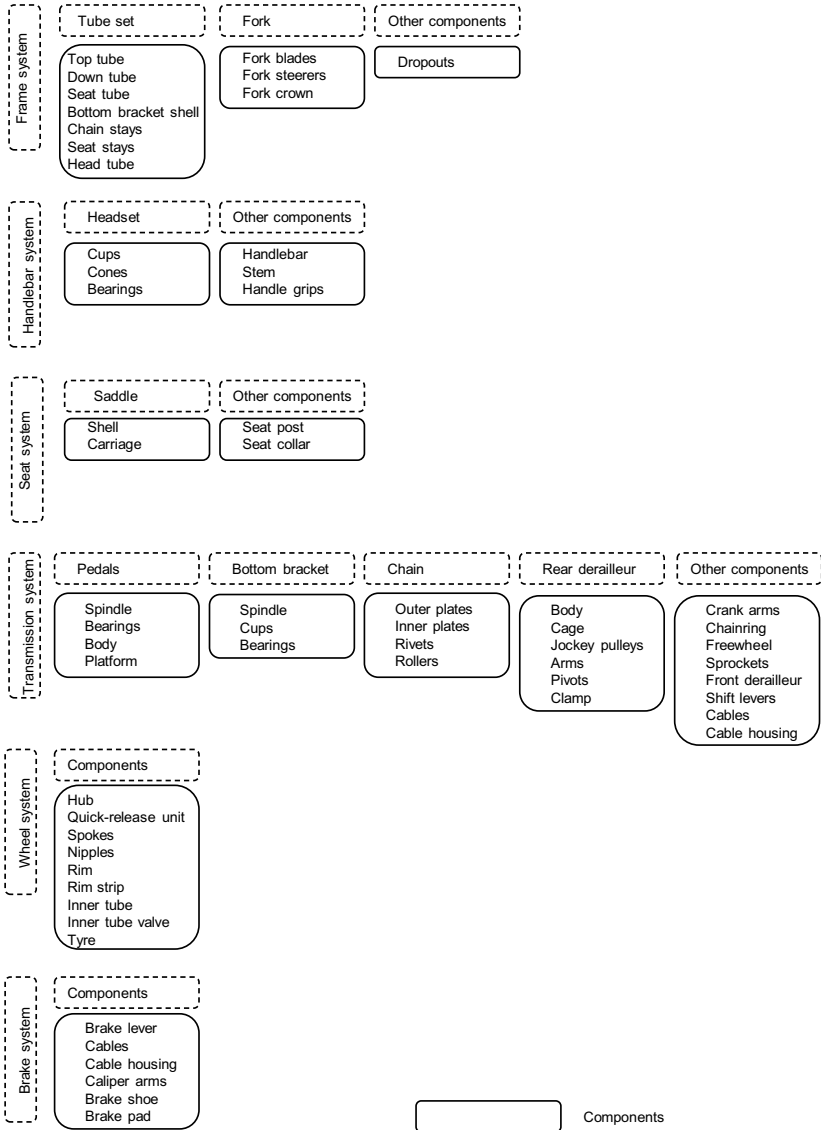 Frame system
Tube set
Top tube
Down tube
Seat tube
Bottom bracket shell
Chain stays
Seat stays
Head tube
Fork
Fork blades
Fork steerers
Fork crown
Other components
Dropouts
Handlebar system
Headset
Cups
Cones
Bearings
Other components
Handlebar
Stem
Handle grips
Seat system
Saddle
Shell
Carriage
Other components
Seat post
Seat collar
Transmission system
Pedals
Spindle
Bearings
Body
Platform
Bottom bracket
Spindle
Cups
Bearings
Chain
Outer plates
Inner plates
Rivets
Rollers
Rear derailleur
Body
Cage
Jockey pulleys
Arms
Pivots
Clamp
Other components
Crank arms
Chainring
Freewheel
Sprockets
Front derailleur
Shift levers
Cables
Cable housing
Wheel system
Components
Hub
Quick-release unit
Spokes
Nipples
Rim
Rim strip
Inner tube
Inner tube valve
Tyre
Brake system
Components
Brake lever
Cables
Cable housing
Caliper arms
Brake shoe
Brake pad
Components